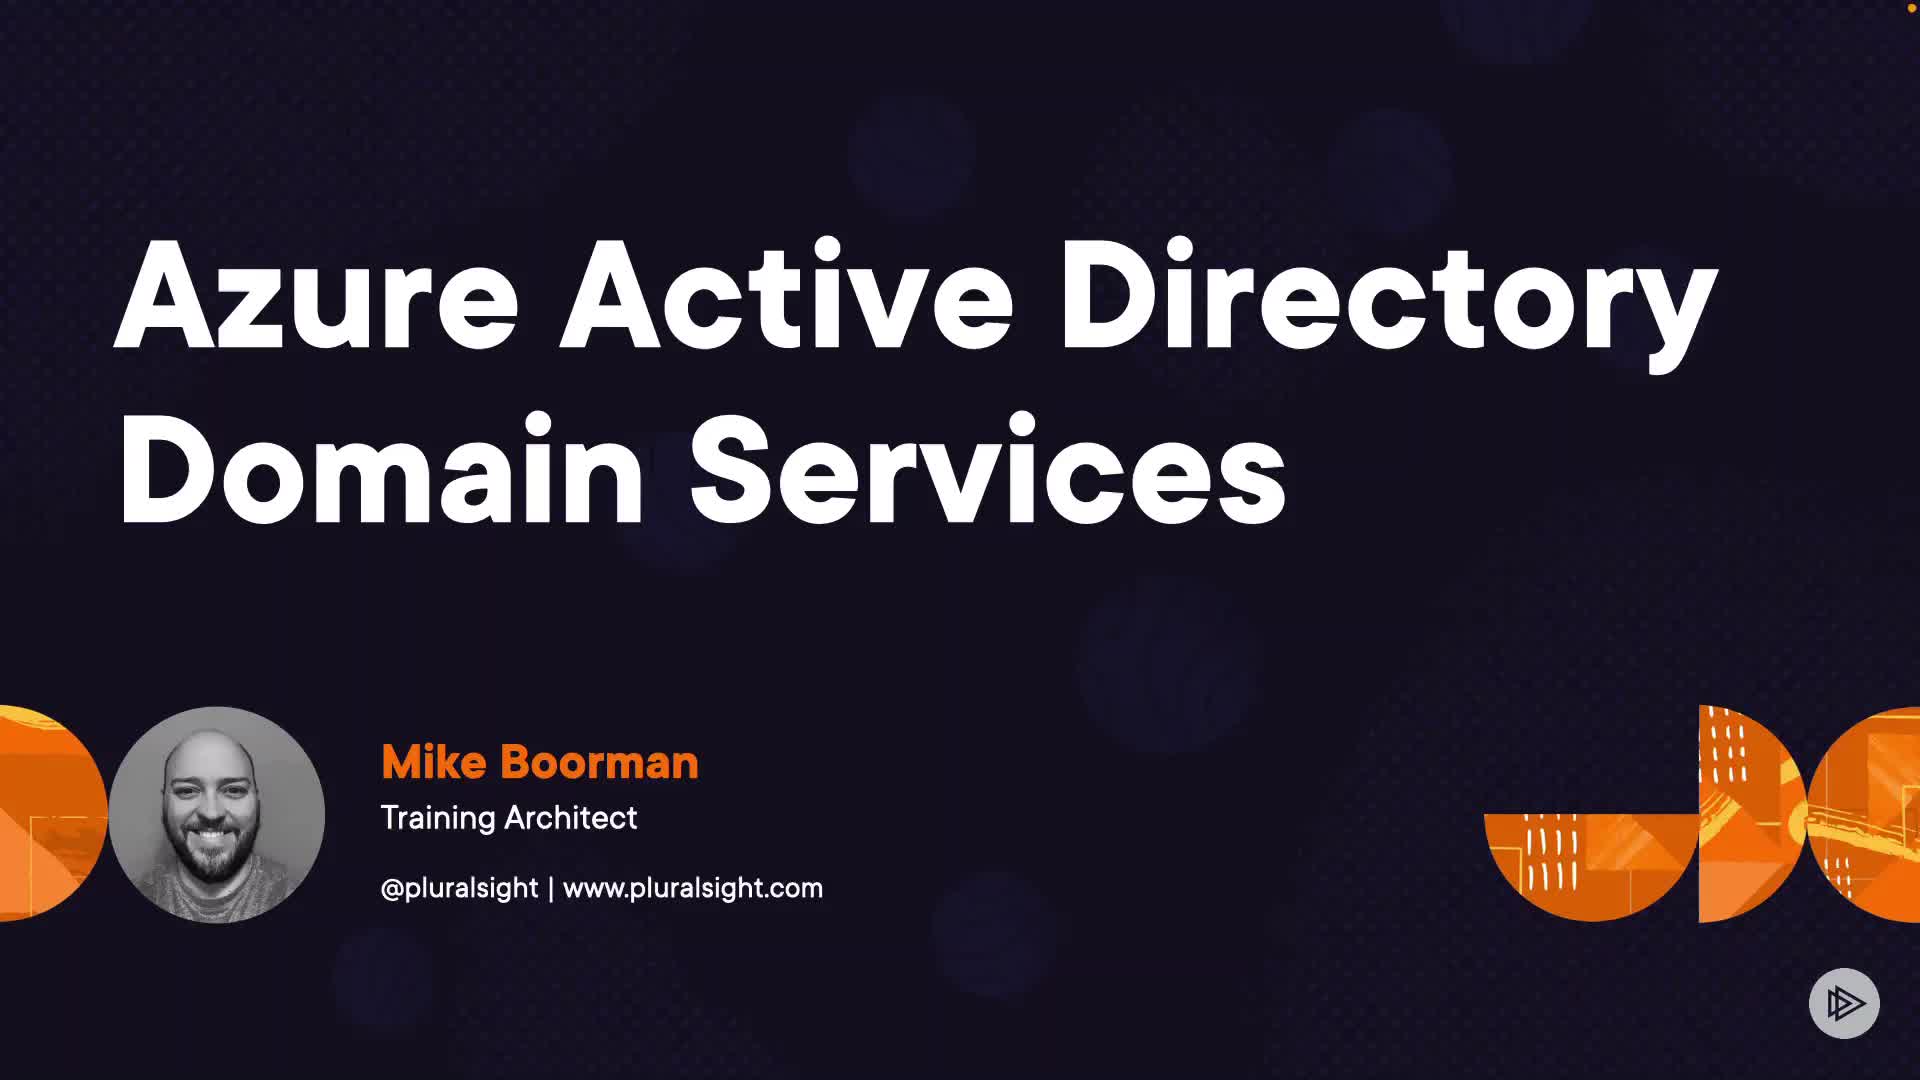 Azure Active Directory
Domain Services
Mike Boorman
Training Architect
@pluralsight | www.pluralsight.com